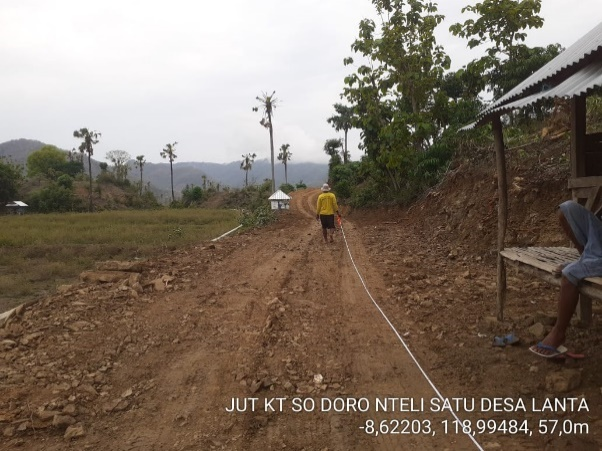 JUT KT SO DORO NTELI SATU DESA LANTA
-8,62203, 118,99484, 57,0m